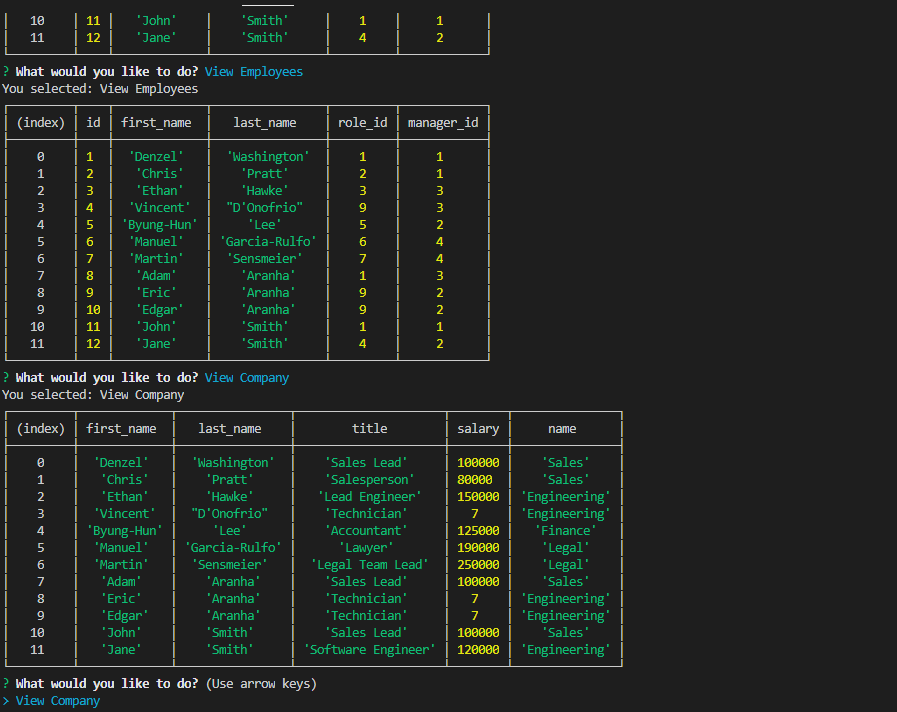 10 11 'John' 'Smith' 1 1
11 12 'Jane' 'Smith' 4 2
? What would you like to do? View Employees
You selected: View Employees
(index) id first_name last_name role_id manager_id
0 1 'Denzel' 'Washington' 1 1
1 2 'Chris' 'Pratt' 2 1
2 3 'Ethan' 'Hawke' 3 3
3 4 'Vincent' "D'Onofrio" 9 3
4 5 'Byung-Hun' 'Lee' 5 2
5 6 'Manuel' 'Garcia-Rulfo' 6 4
6 7 'Martin' 'Sensmeier' 7 4
7 8 'Adam' 'Aranha' 1 3
8 9 'Eric' 'Aranha' 9 2
9 10 'Edgar' 'Aranha' 9 2
10 11 'John' 'Smith' 1 1
11 12 'Jane' 'Smith' 4 2
? What would you like to do? View Company
You selected: View Company
(index) first_name last_name title salary name
0 'Denzel' 'Washington' 'Sales Lead' 100000 'Sales'
1 'Chris' 'Pratt' 'Salesperson' 80000 'Sales'
2 'Ethan' 'Hawke' 'Lead Engineer' 150000 'Engineering'
3 'Vincent' "D'Onofrio" 'Technician' 7 'Engineering'
4 'Byung-Hun' 'Lee' 'Accountant' 125000 'Finance'
5 'Manuel' 'Garcia-Rulfo' 'Lawyer' 190000 'Legal'
6 'Martin' 'Sensmeier' 'Legal Team Lead' 250000 'Legal'
7 'Adam' 'Aranha' 'Sales Lead' 100000 'Sales'
8 'Eric' 'Aranha' 'Technician' 7 'Engineering'
9 'Edgar' 'Aranha' 'Technician' 7 'Engineering'
10 'John' 'Smith' 'Sales Lead' 100000 'Sales'
11 'Jane' 'Smith' 'Software Engineer' 120000 'Engineering'
? What would you like to do? (Use arrow keys)
> View Company